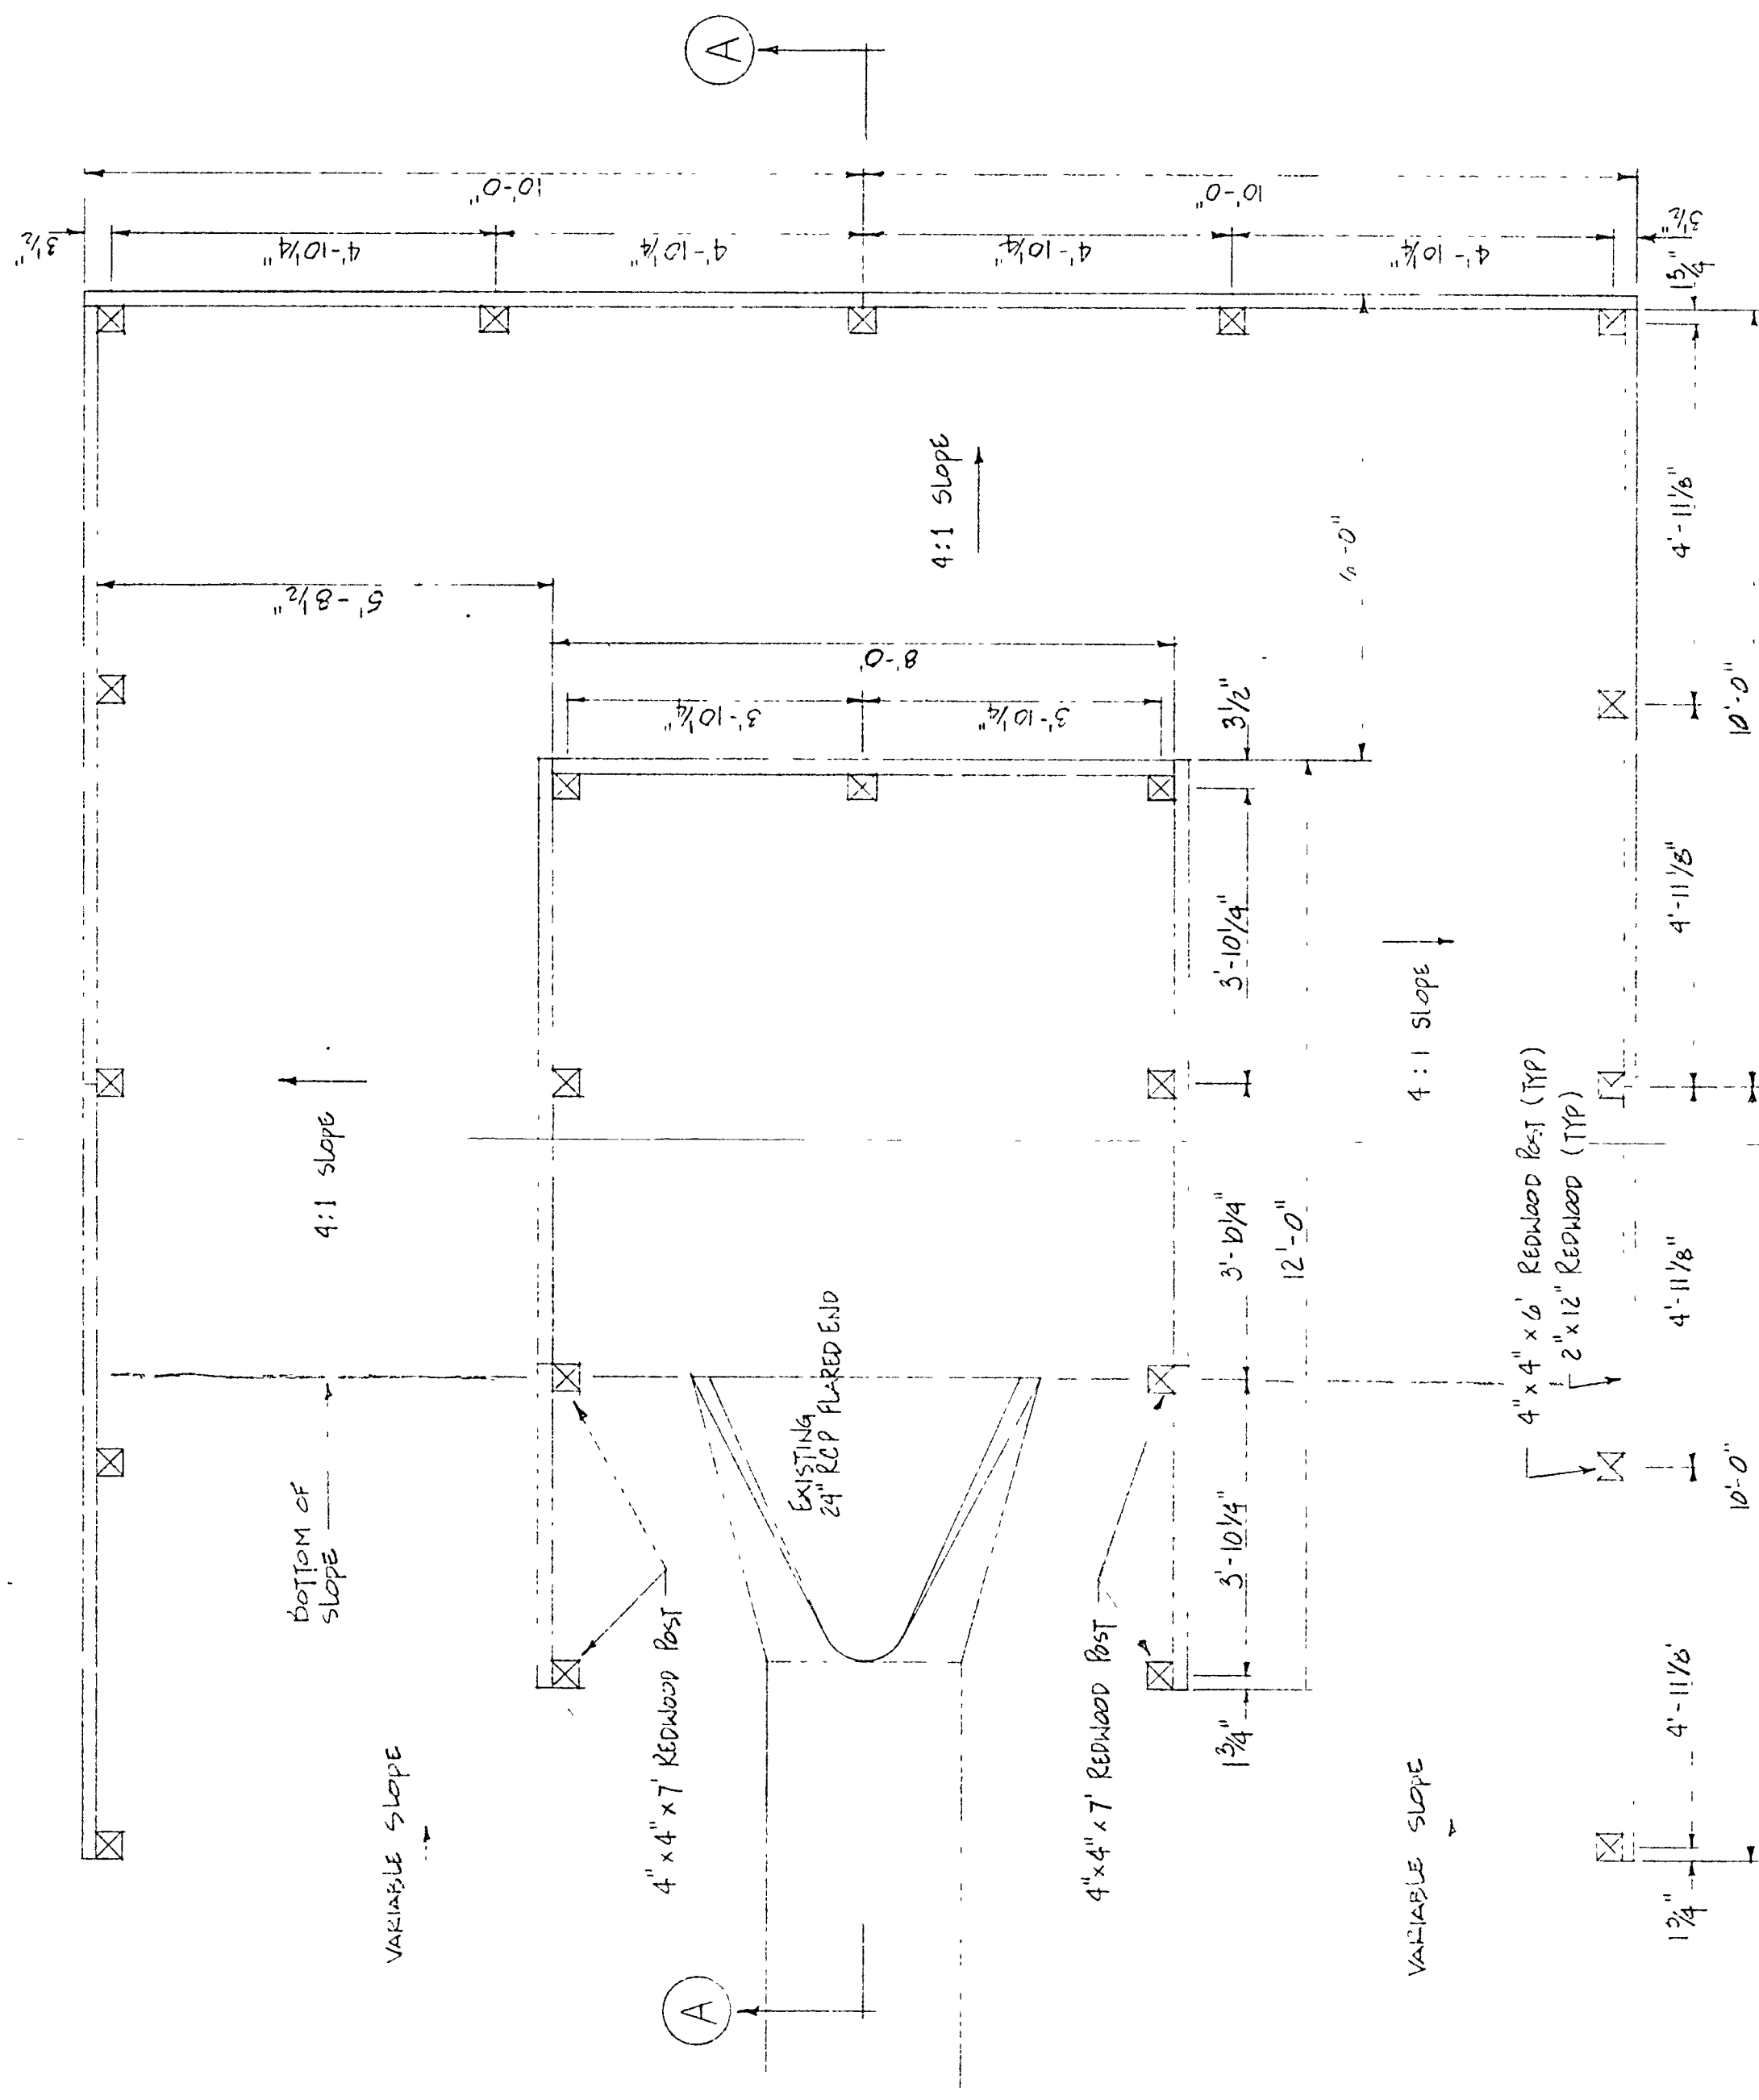 A
10'-0"
10'-0"
3½"
4'-10¼"
4'-10¼"
4'-10¼"
4'-10¼"
3½"
1¾"
4:1 SLOPE
5'-8½"
8'-0"
3'-10¼"
3'-10¼"
3½"
4'-11⅛"
10'-0"
3'-10¼"
4'-11⅛"
4:1 SLOPE
4:1 SLOPE
3'-10¼"
12'-0"
4"x4"x6' REDWOOD POST (TYP)
2"x12" REDWOOD (TYP)
4'-11⅛"
EXISTING
24" RCP FLARED END
BOTTOM OF
SLOPE
3'-10¼"
10'-0"
4"x4"x7' REDWOOD POST
4"x4"x7' REDWOOD POST
1¾"
4'-11⅛"
VARIABLE SLOPE
VARIABLE SLOPE
1¾"
A